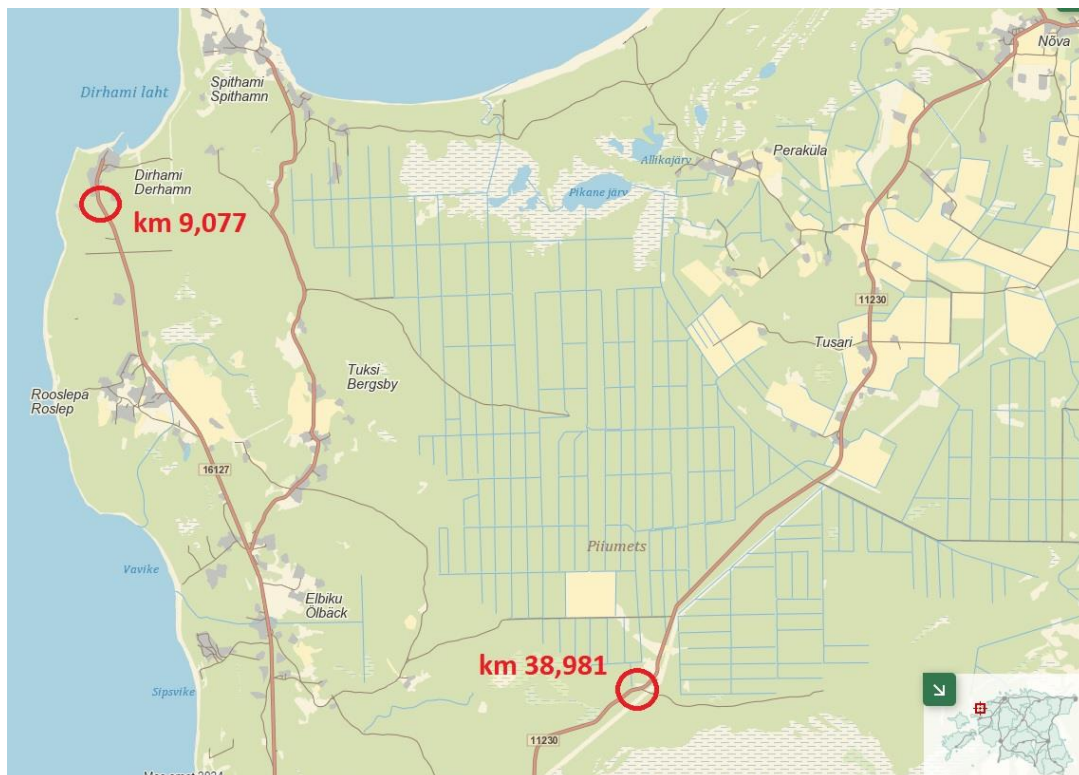 Nõva
Spithami
Spithamn
Dirhami laht
Allikajärv
Peraküla
Dirhami
Derhamn
Pikane järv
km 9,077
11230
Tusari
Tuksi
Bergsby
Rooslepa
Roslep
16127
Piiumets
Vavike
Elbiku
Ölbäck
km 38,981
Sipsvike
11230